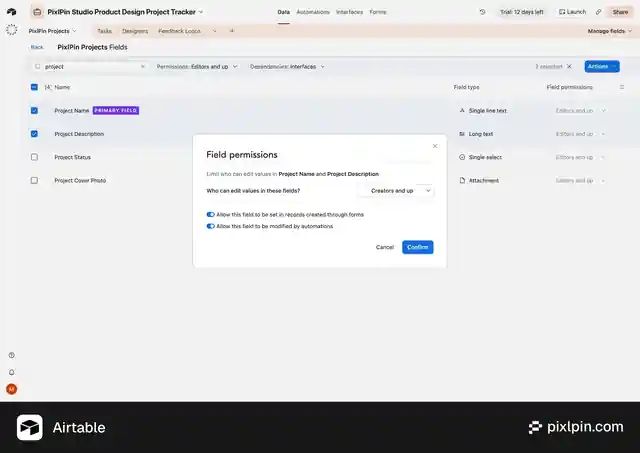 PixlPin Studio Product Design Project Tracker
Data Automations Interfaces Forms
Trial: 12 days left Launch Share
PixlPin Projects Tasks Designers Feedback Loops
Manage fields
Back PixlPin Projects Fields
project
Permissions: Editors and up
Dependencies: Interfaces
2 selected
Actions
Name Field type Field permissions
Project Name PRIMARY FIELD Single line text Editors and up
Project Description Long text Editors and up
Project Status Single select Editors and up
Project Cover Photo Attachment Editors and up
Field permissions
Limit who can edit values in Project Name and Project Description
Who can edit values in these fields? Creators and up
Allow this field to be set in records created through forms
Allow this field to be modified by automations
Cancel Confirm
M
Airtable
pixlpin.com